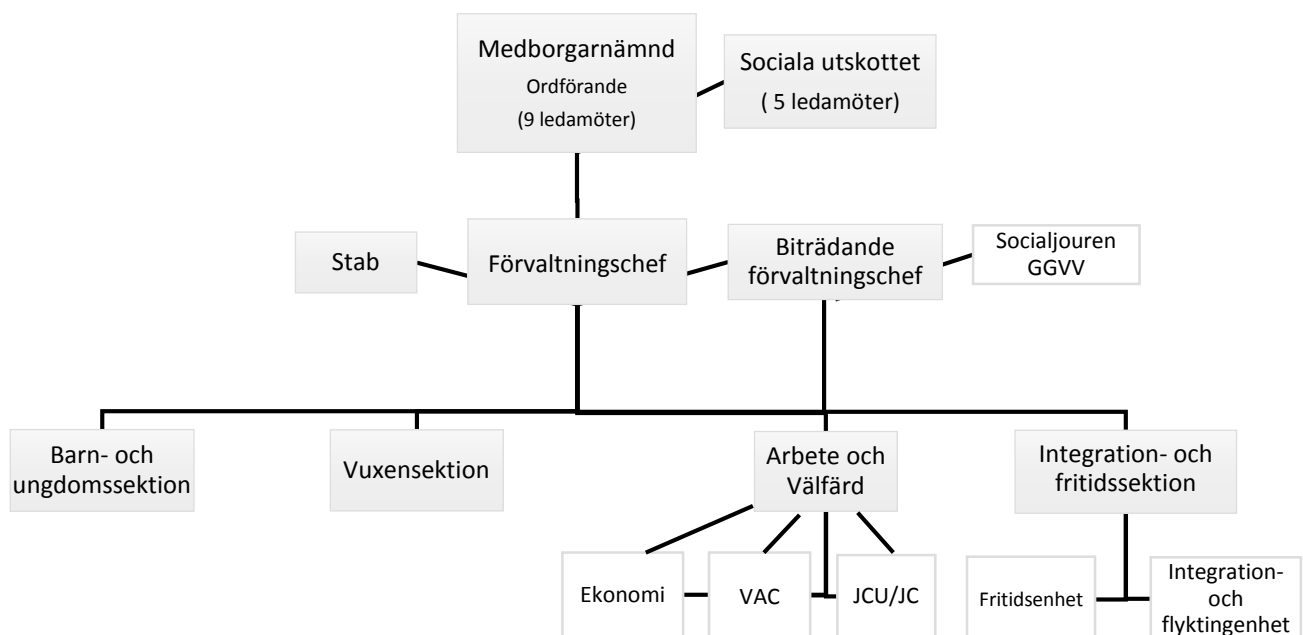 Medborgarnämnd
Ordförande
(9 ledamöter)
Sociala utskottet
( 5 ledamöter)
Stab
Förvaltningschef
Biträdande
förvaltningschef
Socialjouren
GGVV
Barn- och
ungdomssektion
Vuxensektion
Arbete och
Välfärd
Integration- och
fritidssektion
Ekonomi
VAC
JCU/JC
Fritidsenhet
Integration-
och
flyktingenhet